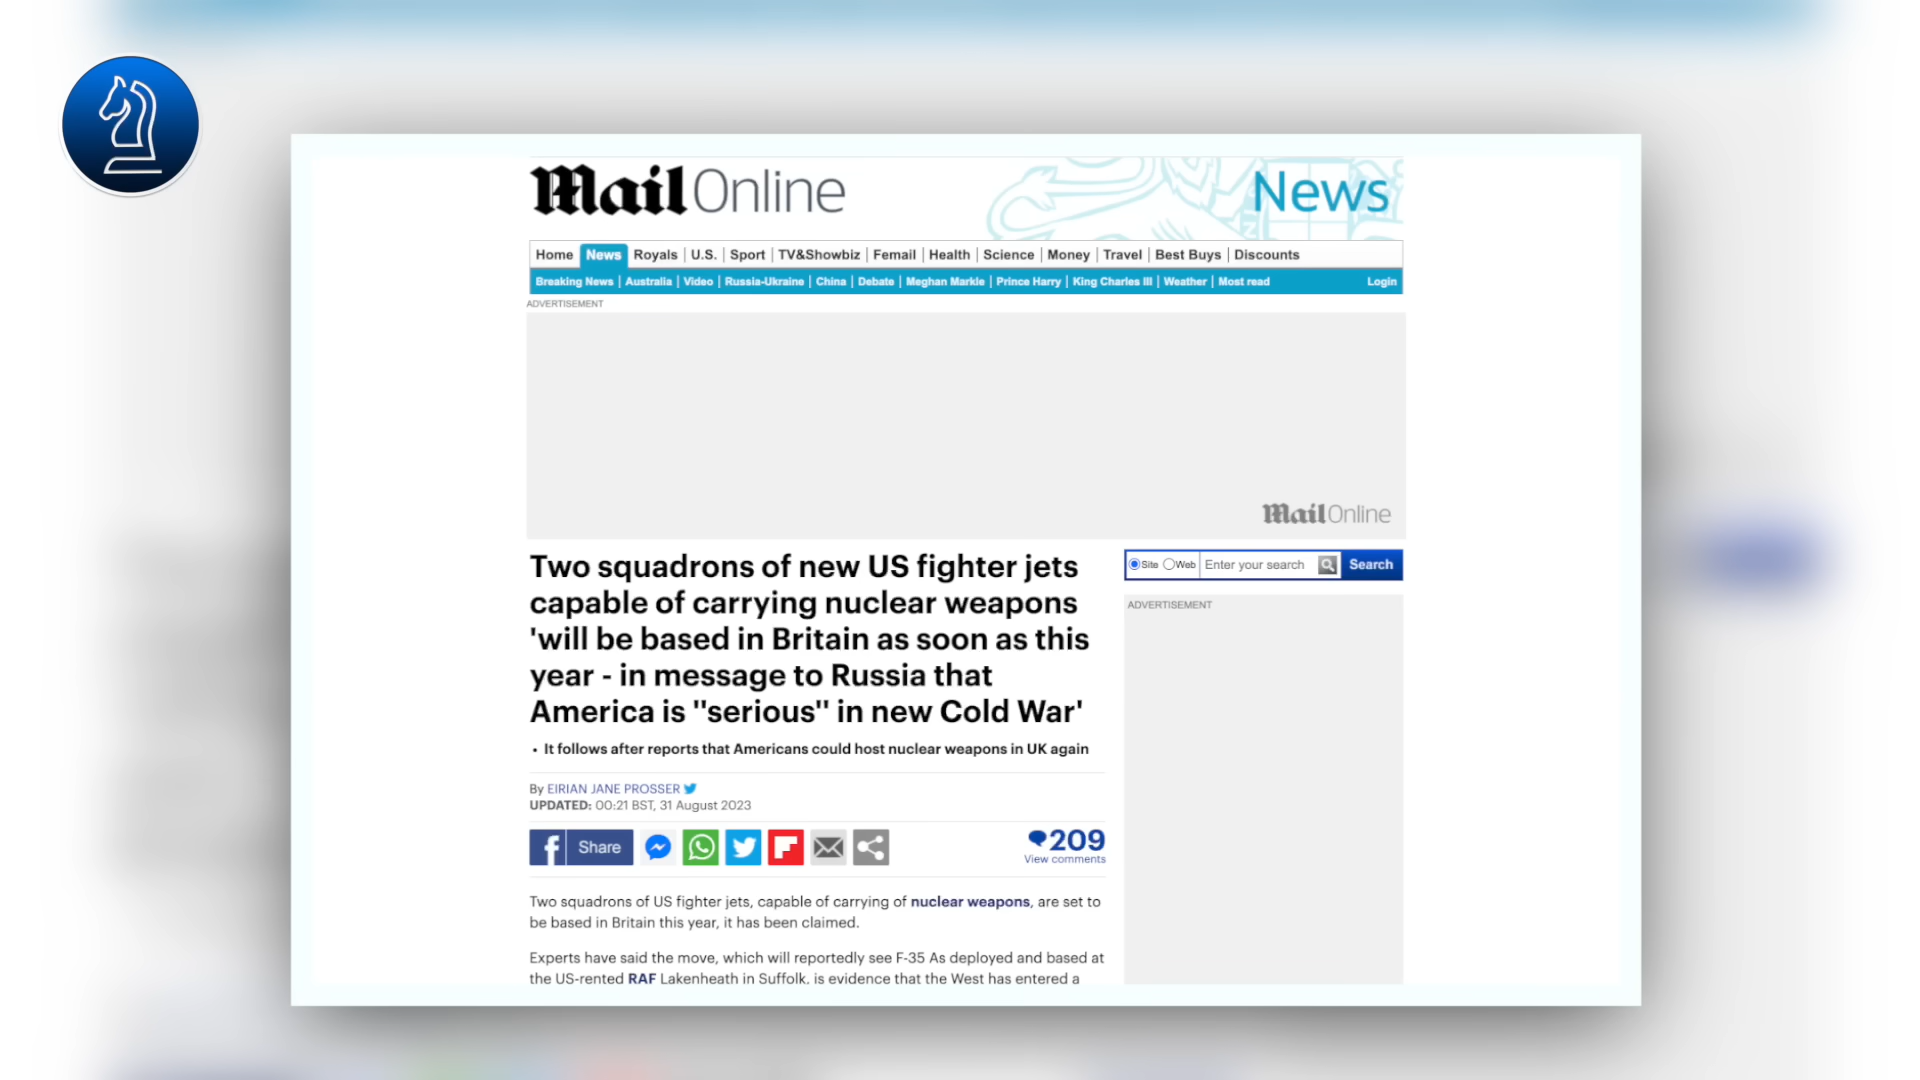 Mail Online
News
Home News Royals U.S. Sport TV&Showbiz Femail Health Science Money Travel Best Buys Discounts
Breaking News Australia Video Russia-Ukraine China Debate Meghan Markle Prince Harry King Charles III Weather Most read Login
ADVERTISEMENT
Mail Online
Two squadrons of new US fighter jets
capable of carrying nuclear weapons
'will be based in Britain as soon as this
year - in message to Russia that
America is "serious" in new Cold War'
• It follows after reports that Americans could host nuclear weapons in UK again
By EIRIAN JANE PROSSER
UPDATED: 00:21 BST, 31 August 2023
f Share
209
View comments
Two squadrons of US fighter jets, capable of carrying of nuclear weapons, are set to
be based in Britain this year, it has been claimed.
Experts have said the move, which will reportedly see F-35 As deployed and based at
the US-rented RAF Lakenheath in Suffolk, is evidence that the West has entered a
Site Web Enter your search Search
ADVERTISEMENT